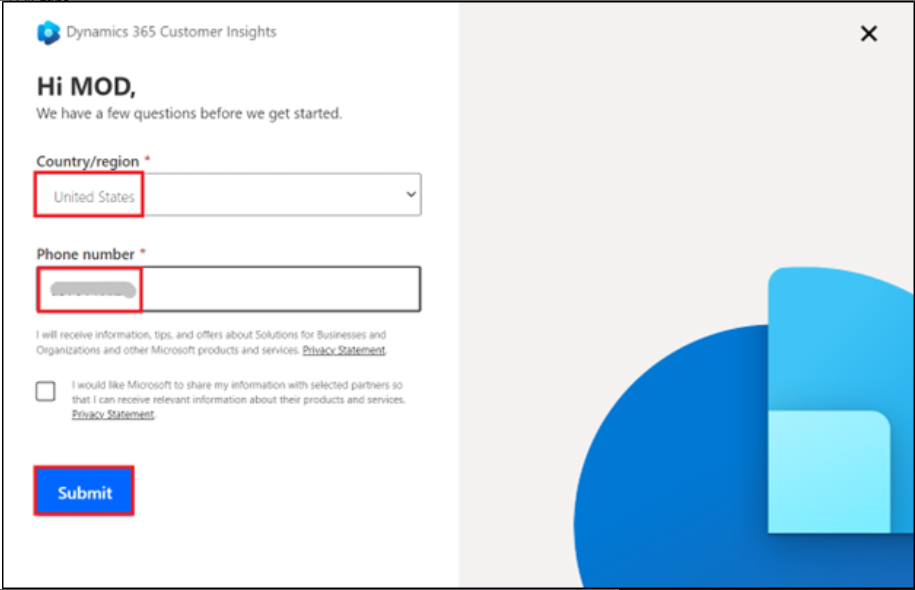 Dynamics 365 Customer Insights
Hi MOD,
We have a few questions before we get started.
Country/region *
United States
Phone number *
I will receive information, tips, and offers about Solutions for Businesses and
Organizations and other Microsoft products and services. Privacy Statement.
I would like Microsoft to share my information with selected partners so
that I can receive relevant information about their products and services.
Privacy Statement.
Submit